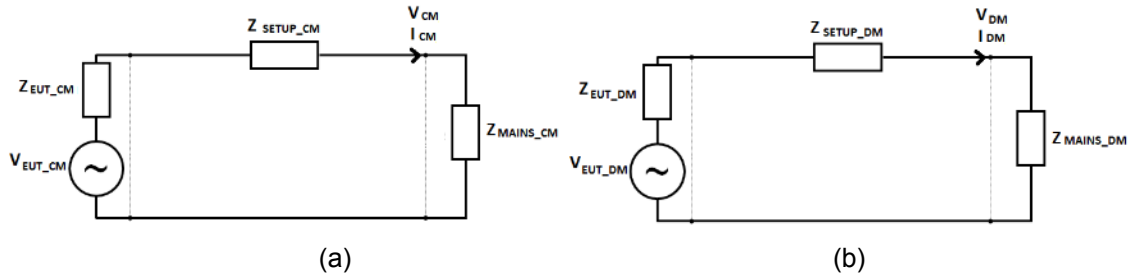 Z SETUP_CM
V CM
I CM
Z EUT_CM
V EUT_CM
~
Z MAINS_CM
(a)
Z SETUP_DM
V DM
I DM
Z EUT_DM
V EUT_DM
~
Z MAINS_DM
(b)